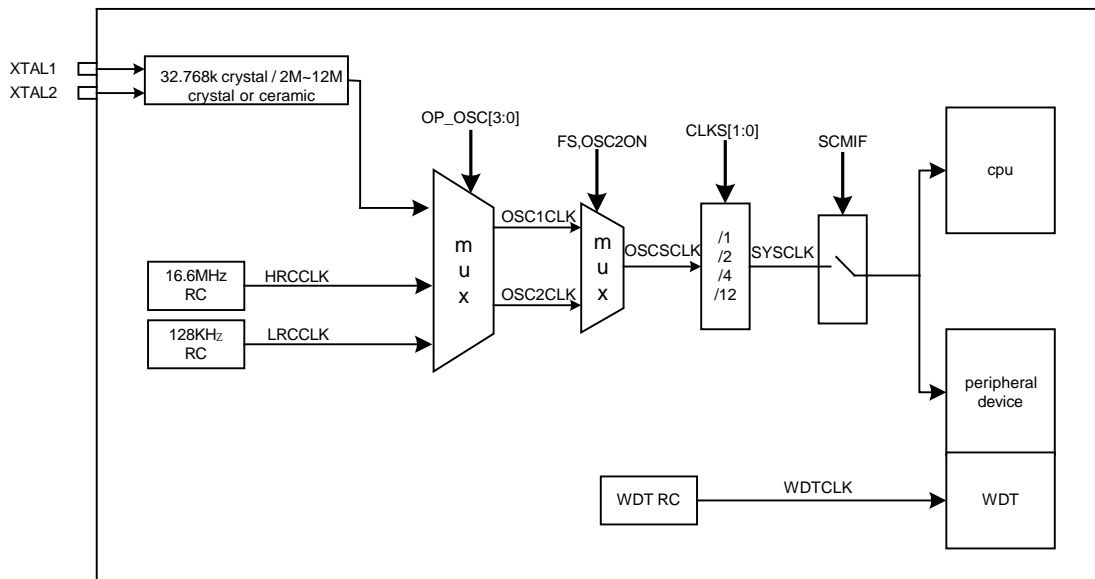 XTAL1
XTAL2
32.768k crystal / 2M~12M
crystal or ceramic
OP_OSC[3:0]
FS,OSC2ON
CLKS[1:0]
SCMIF
cpu
m
u
x
OSC1CLK
OSC2CLK
m
u
x
OSCSCLK
/1
/2
/4
/12
SYSCLK
16.6MHz
RC
HRCCLK
128KHz
RC
LRCCLK
peripheral
device
WDT RC
WDTCLK
WDT